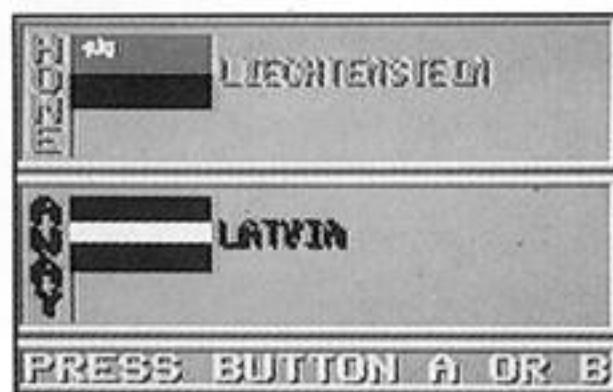 HOME
LIECHTENSTEIN
AWAY
LATVIA
PRESS BUTTON A OR B